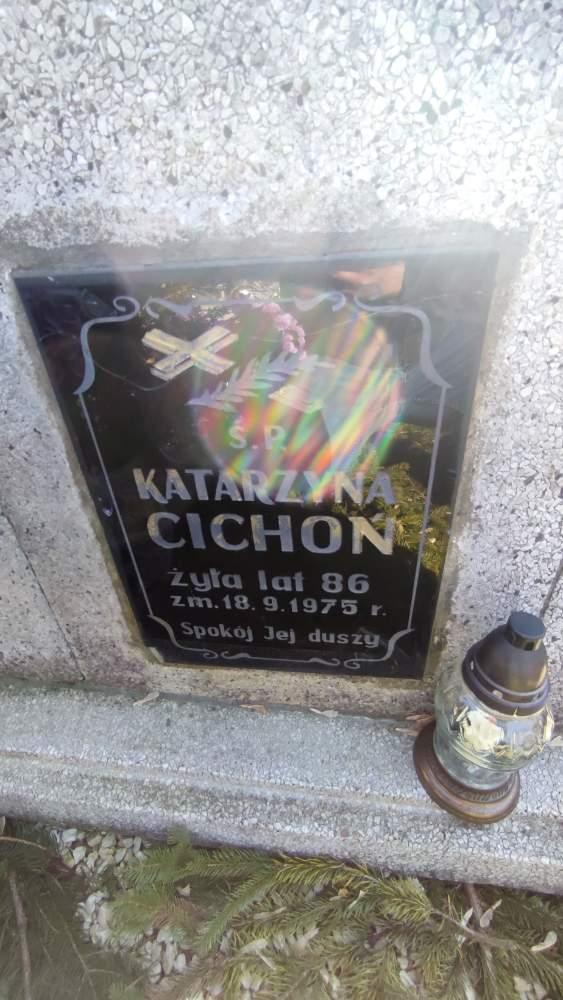 Ś. P.
KATARZYNA
CICHOŃ
żyła lat 86
zm. 18. 9. 1975 r.
Spokój Jej duszy